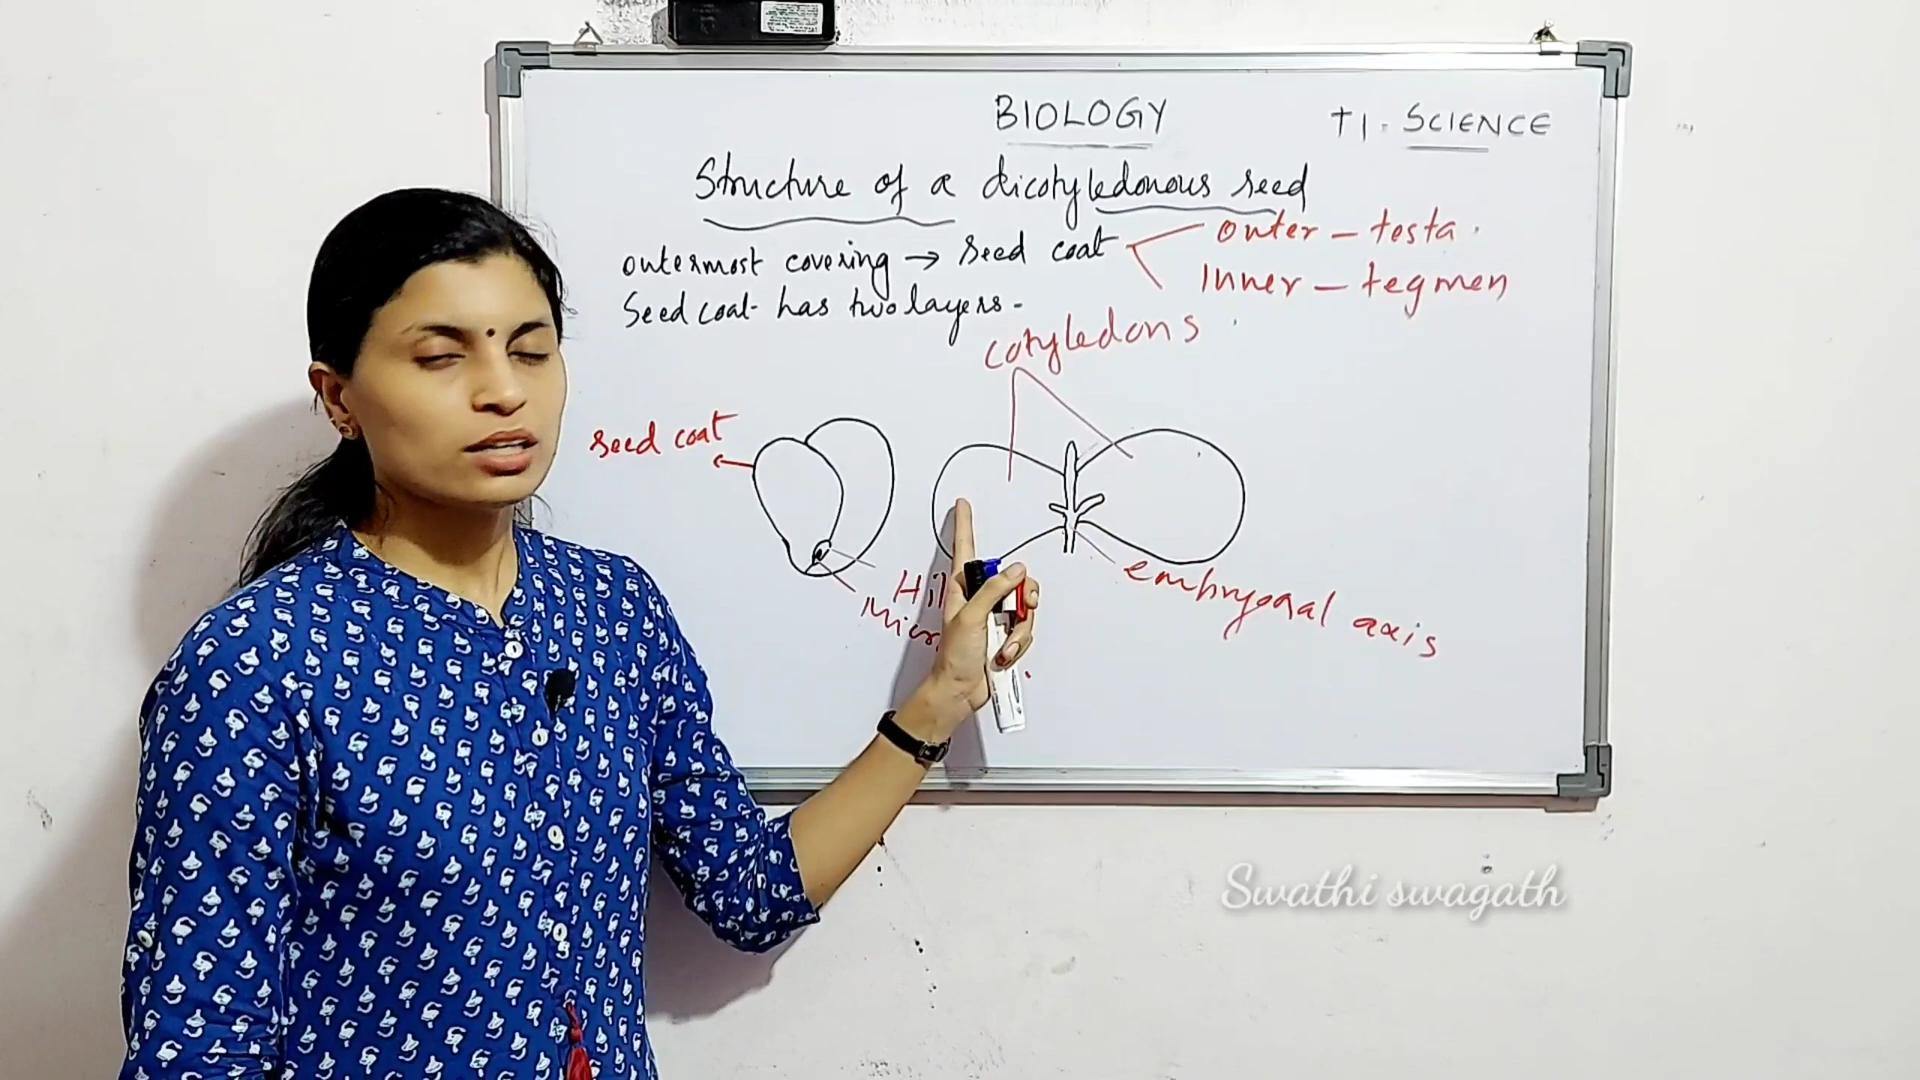 BIOLOGY
+1. SCIENCE
Structure of a dicotyledonous seed
outermost covering → seed coat
outer – testa.
Inner – tegmen
Seed coat has two layers-
cotyledons
seed coat
embryonal axis
Swathi swagath